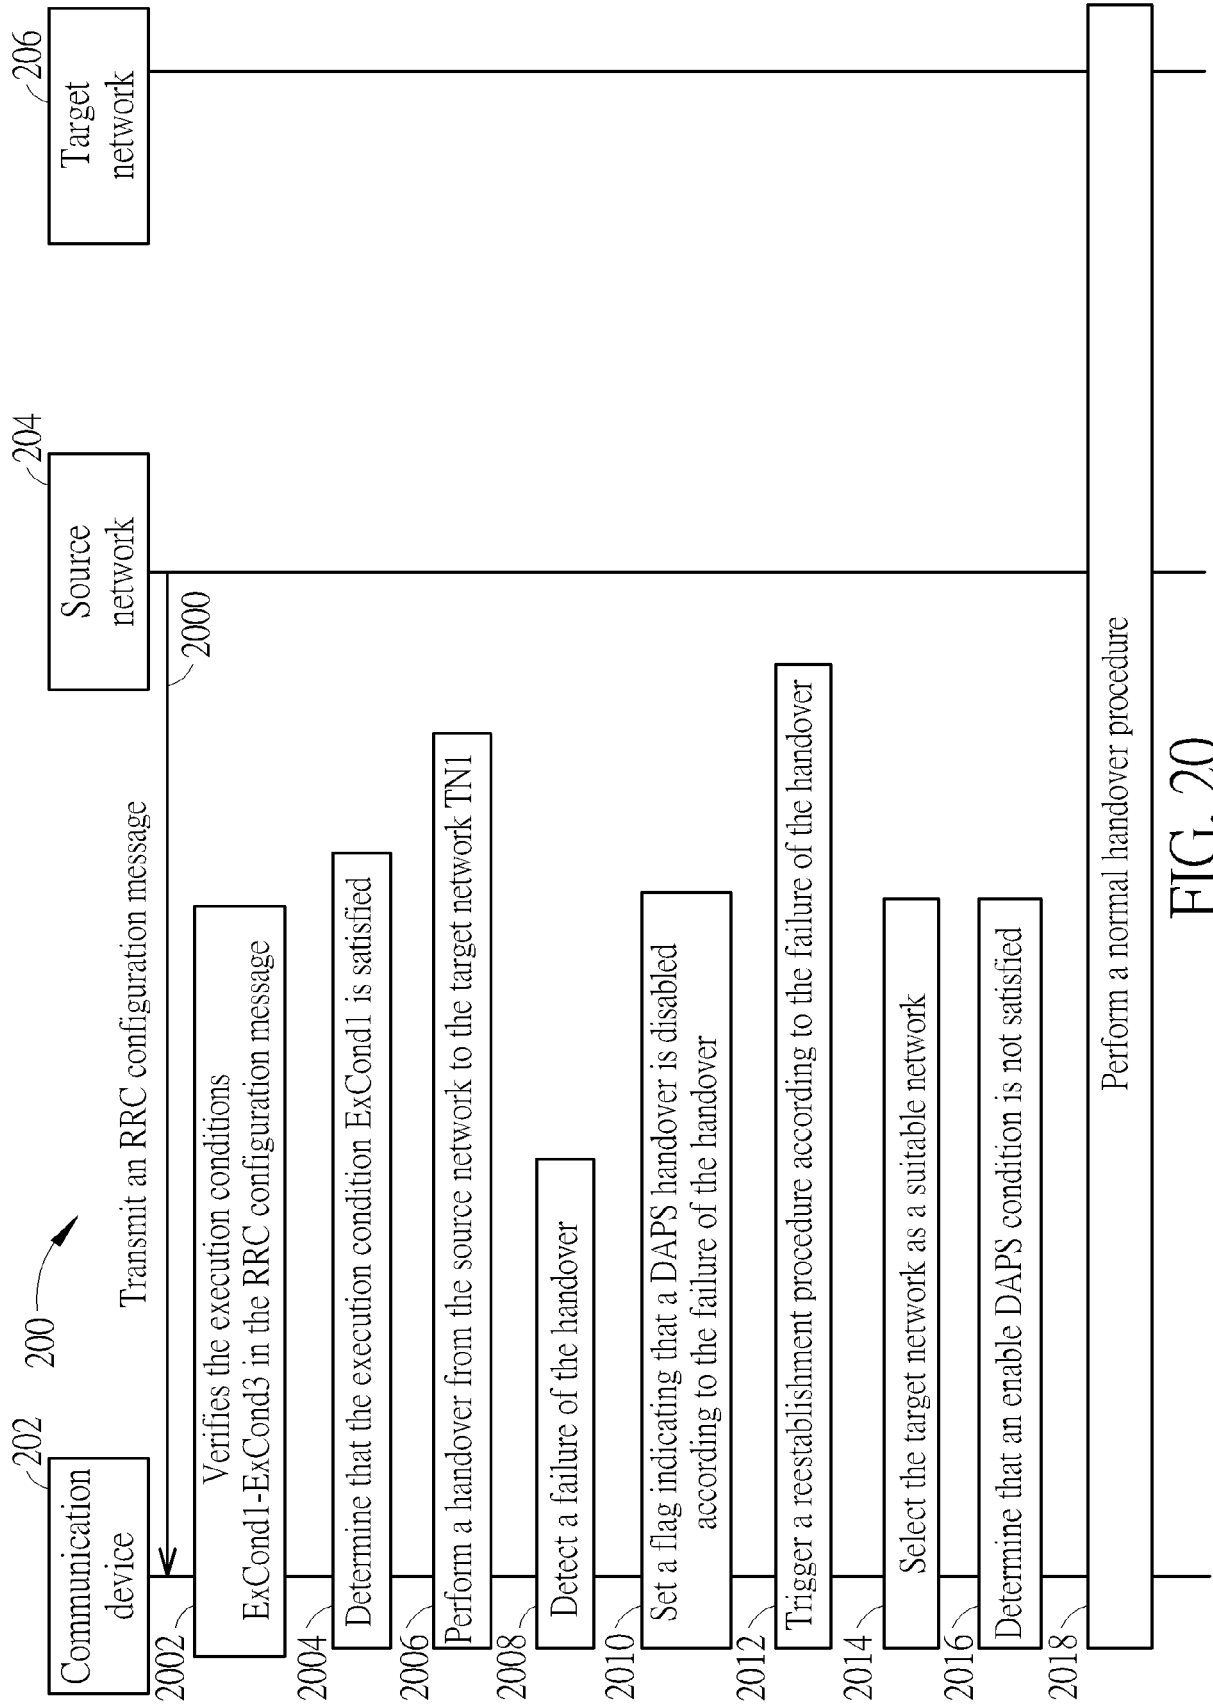 200
Communication
device
202
Source
network
204
Target
network
206
Transmit an RRC configuration message
2000
2002
Verifies the execution conditions
ExCond1-ExCond3 in the RRC configuration message
2004
Determine that the execution condition ExCond1 is satisfied
2006
Perform a handover from the source network to the target network TN1
2008
Detect a failure of the handover
2010
Set a flag indicating that a DAPS handover is disabled
according to the failure of the handover
2012
Trigger a reestablishment procedure according to the failure of the handover
2014
Select the target network as a suitable network
2016
Determine that an enable DAPS condition is not satisfied
2018
Perform a normal handover procedure
FIG. 20